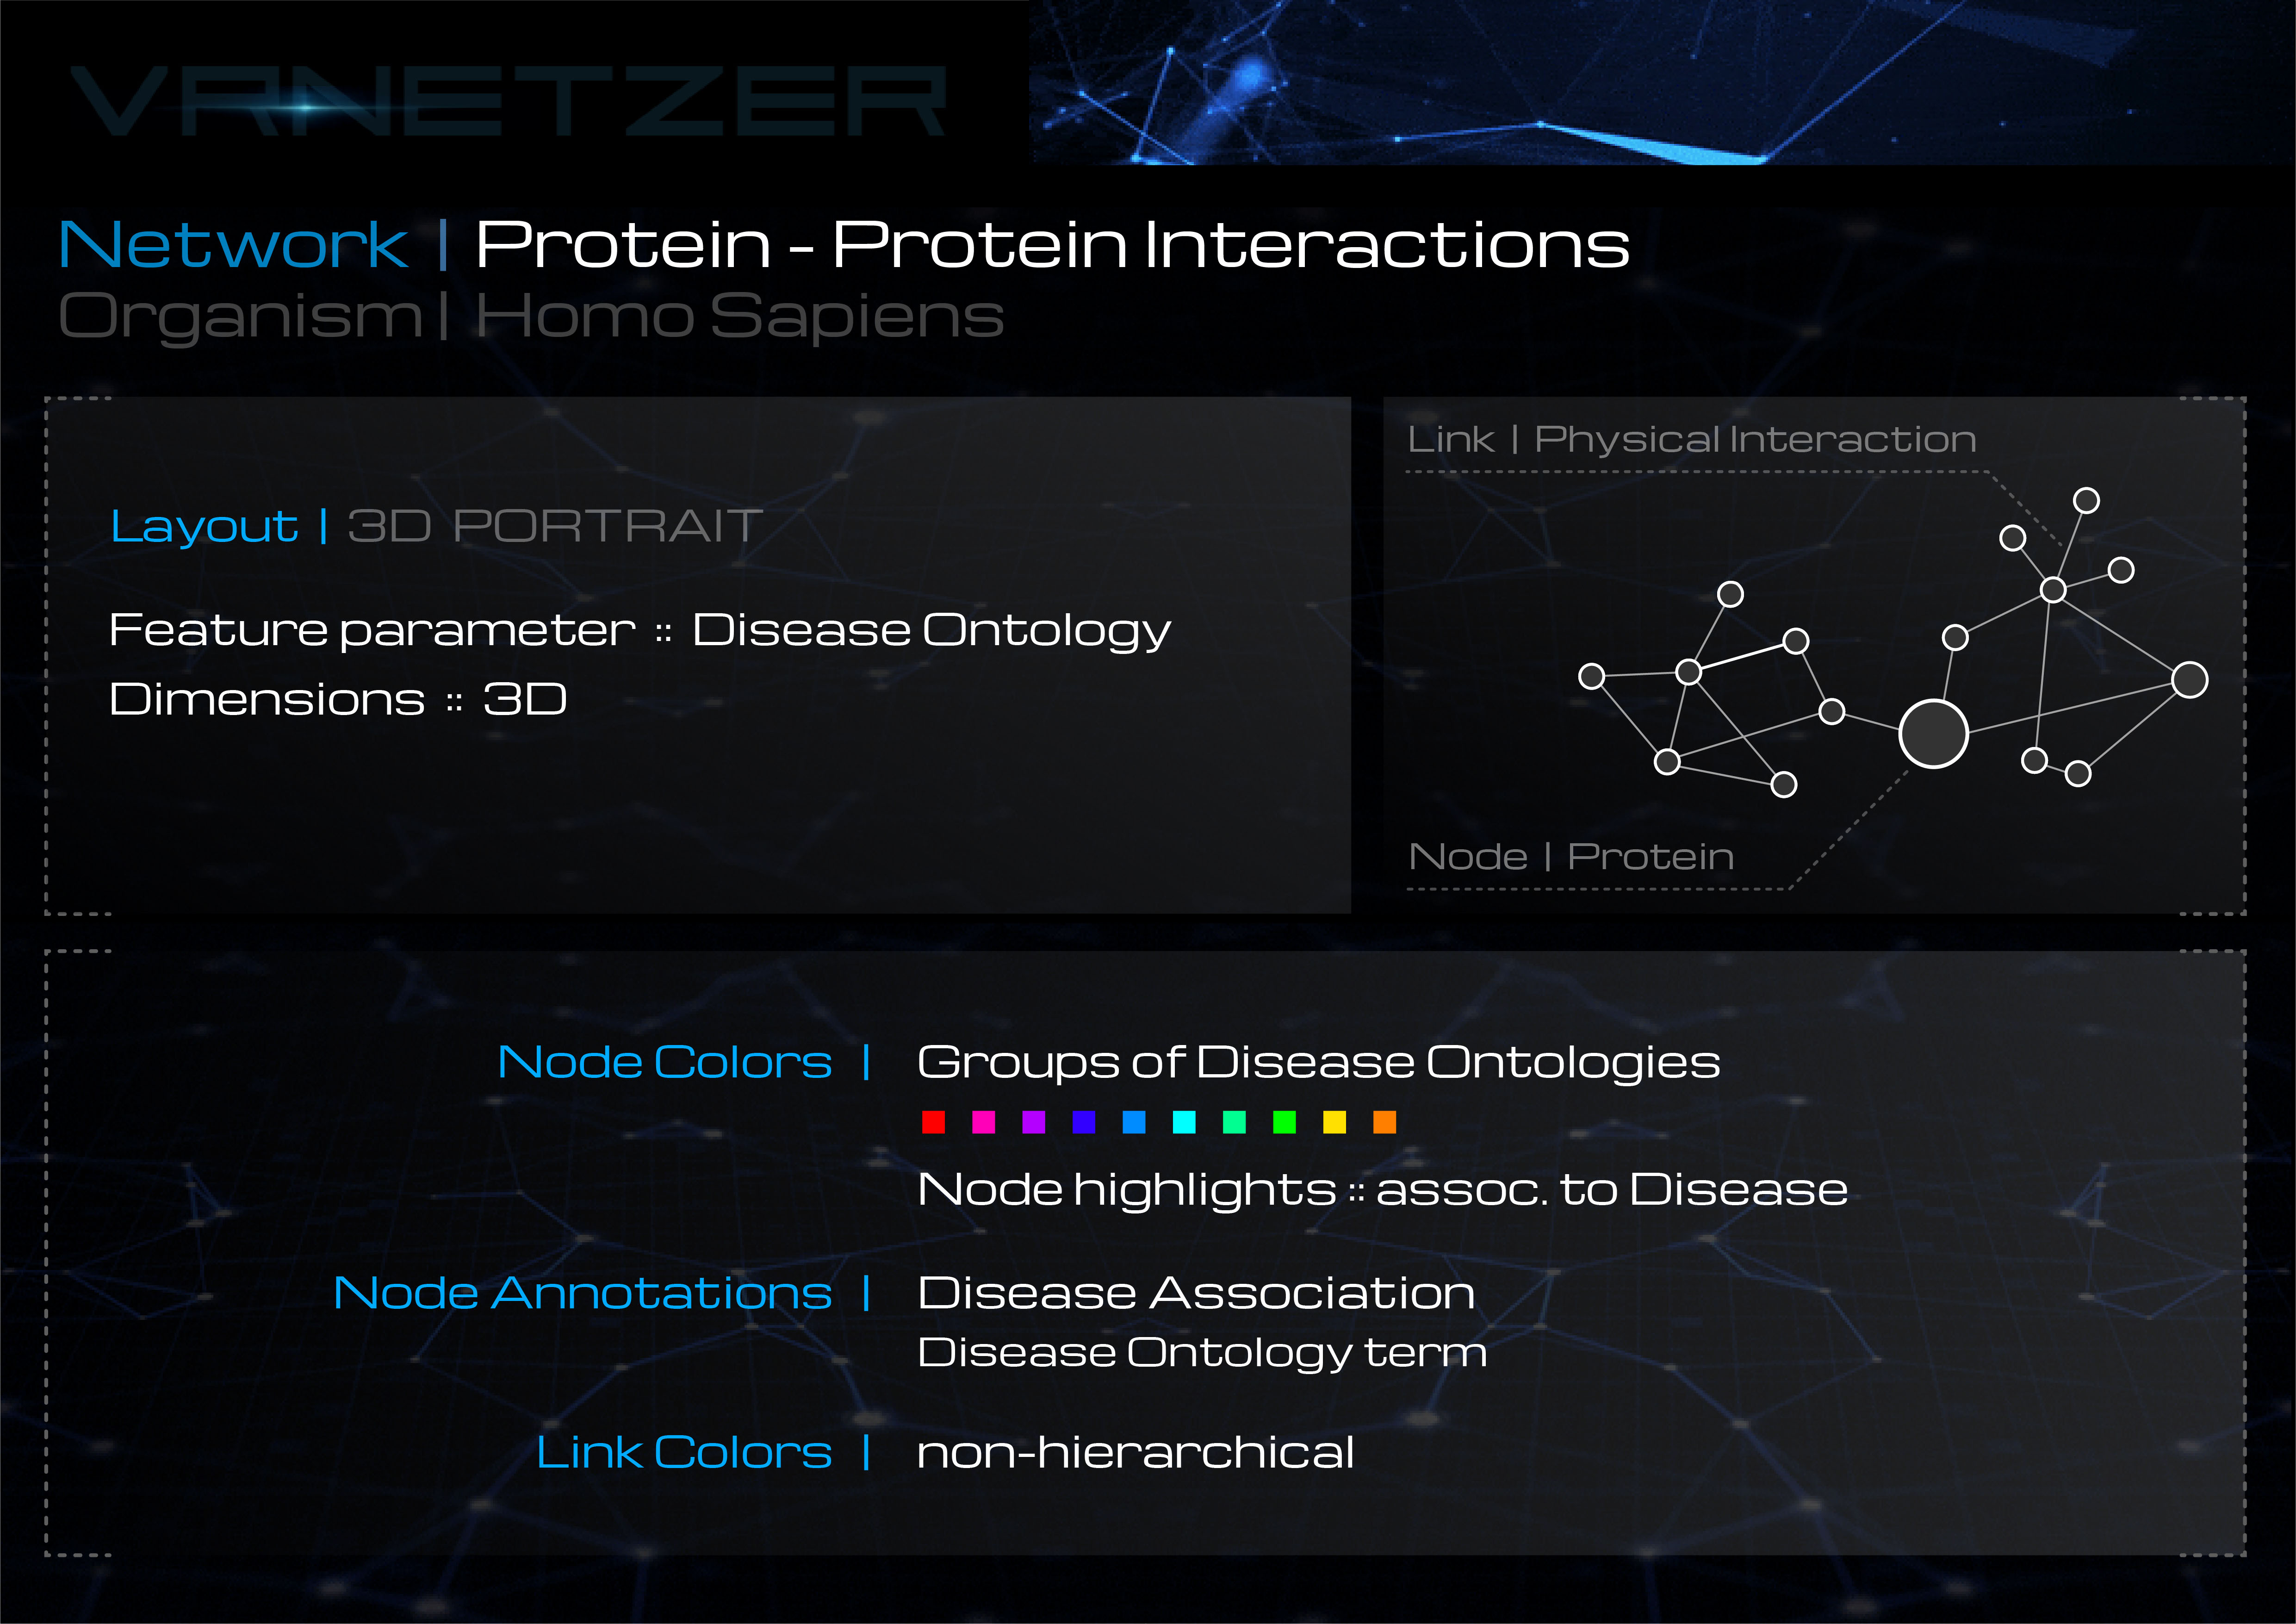 VRNETZER
Network | Protein - Protein Interactions
Organism | Homo Sapiens
Layout | 3D PORTRAIT
Feature parameter :: Disease Ontology
Dimensions :: 3D
Link | Physical Interaction
Node | Protein
Node Colors | Groups of Disease Ontologies
Node highlights :: assoc. to Disease
Node Annotations | Disease Association
Disease Ontology term
Link Colors | non-hierarchical